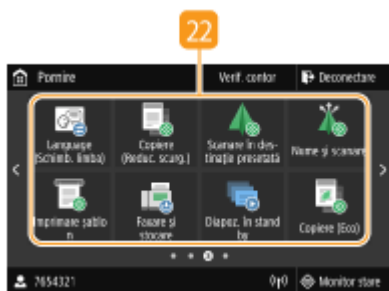 22
Pornire
Verif. contor
Deconectare
Language
(Schimb. limba)
Copiere
(Reduc. scurg.)
Scanare în des-
tinație presetată
Nume și scanare
Imprimare șablo
n
Faxare și
stocare
Diapoz. în stand
by
Copiere (Eco)
7654321
Monitor stare